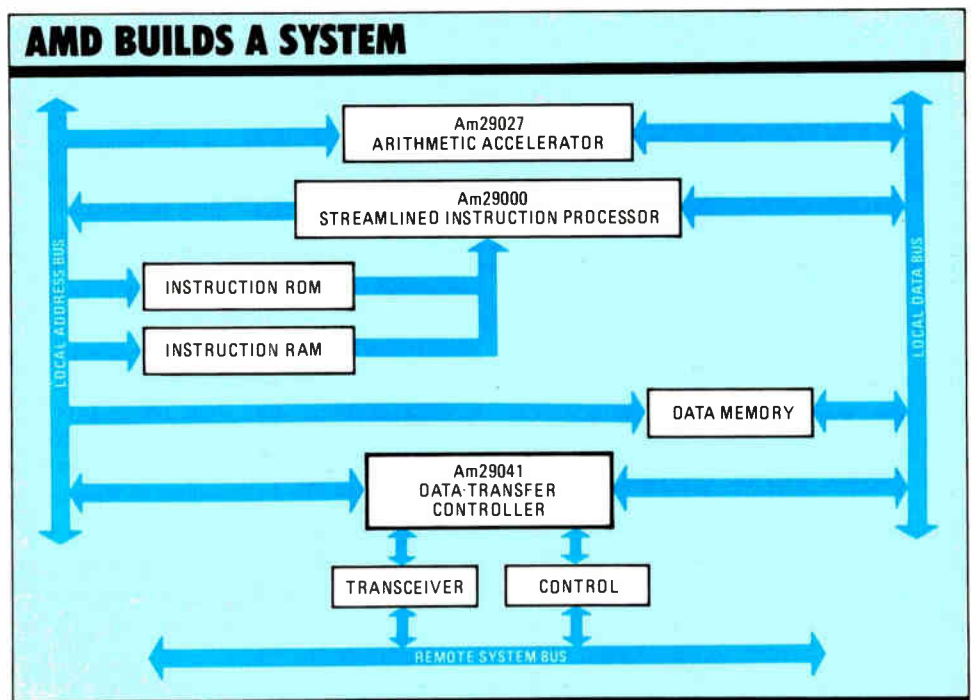 AMD BUILDS A SYSTEM
Am29027
ARITHMETIC ACCELERATOR
Am29000
STREAMLINED INSTRUCTION PROCESSOR
LOCAL ADDRESS BUS
LOCAL DATA BUS
INSTRUCTION ROM
INSTRUCTION RAM
DATA MEMORY
Am29041
DATA-TRANSFER
CONTROLLER
TRANSCEIVER
CONTROL
REMOTE SYSTEM BUS